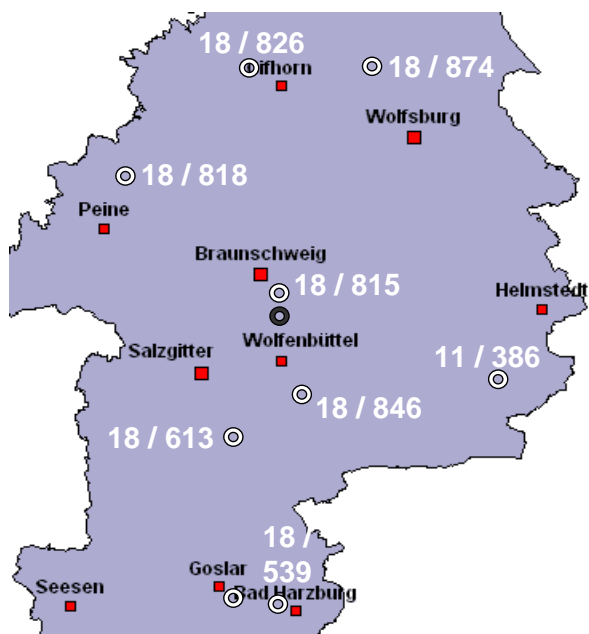 18 / 826
ifhorn
18 / 874
Wolfsburg
18 / 818
Peine
Braunschweig
18 / 815
Helmstedt
Wolfenbüttel
Salzgitter
11 / 386
18 / 846
18 / 613
18 /
539
Goslar
Bad Harzburg
Seesen